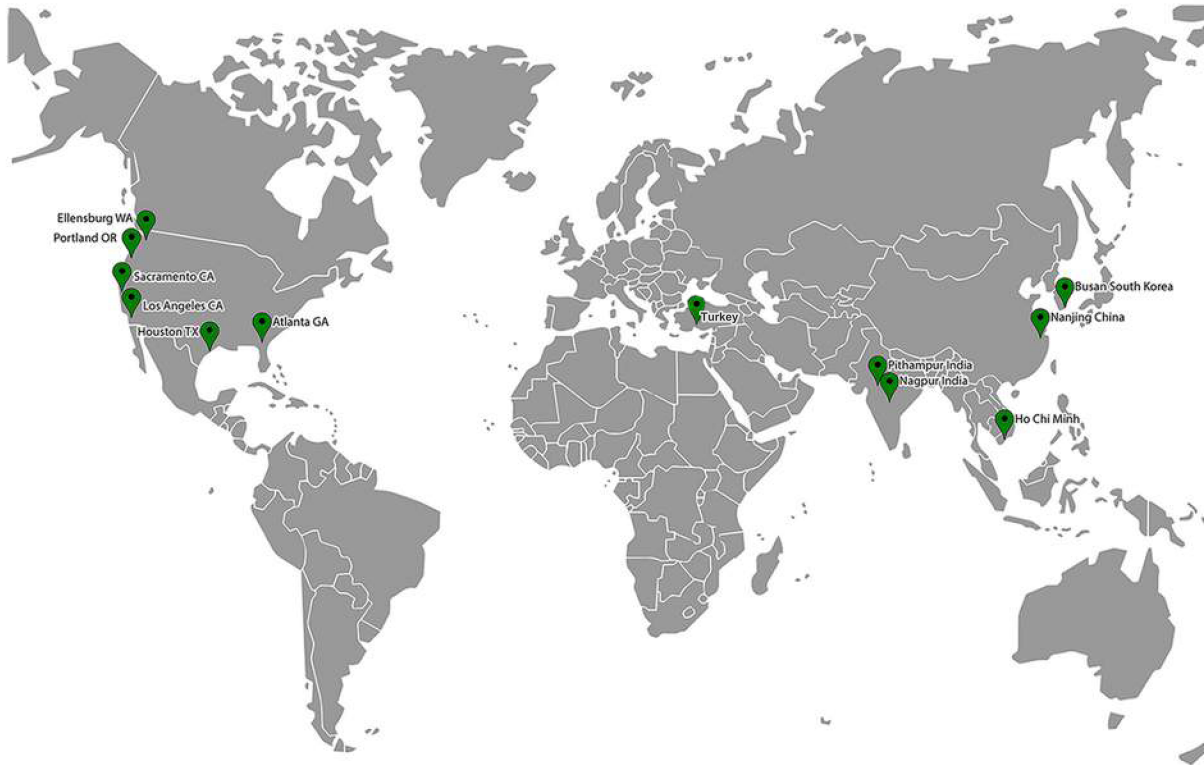 Ellensburg WA
Portland OR
Sacramento CA
Los Angeles CA
Houston TX
Atlanta GA
Turkey
Busan South Korea
Nanjing China
Pithampur India
Nagpur India
Ho Chi Minh